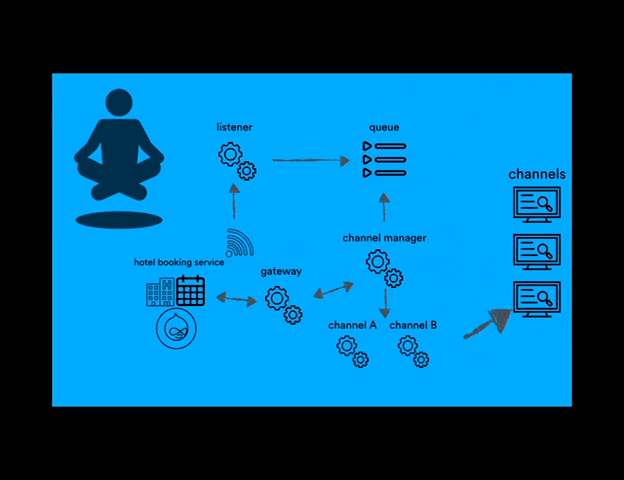 listener
queue
channels
channel manager
hotel booking service
gateway
channel A
channel B